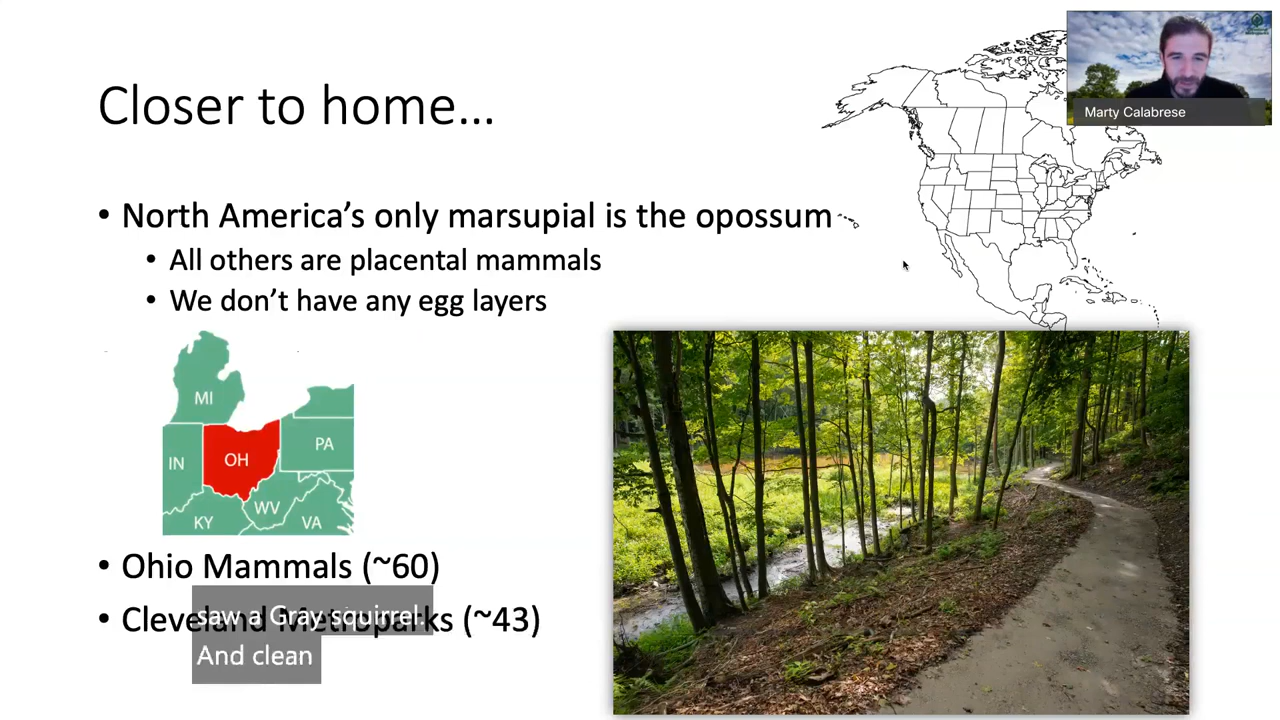 Closer to home…
Marty Calabrese
• North America’s only marsupial is the opossum
• All others are placental mammals
• We don’t have any egg layers
MI
IN
OH
PA
WV
KY
VA
• Ohio Mammals (~60)
• Cleveland Metroparks (~43)
saw a Gray squirrel.
And clean